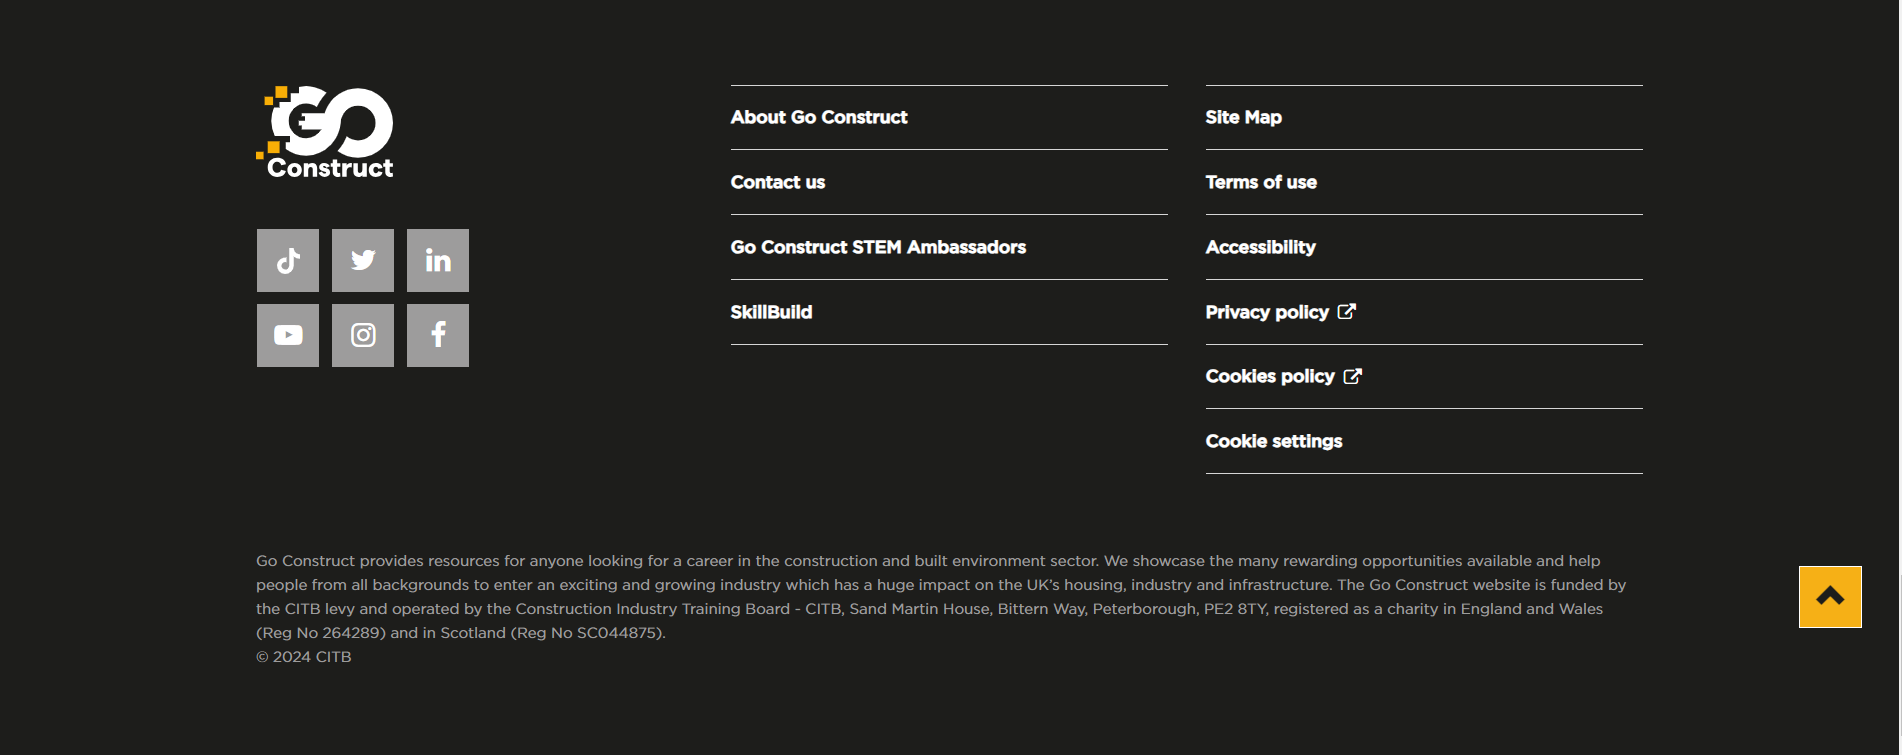 GO
Construct
About Go Construct
Contact us
Go Construct STEM Ambassadors
SkillBuild
Site Map
Terms of use
Accessibility
Privacy policy
Cookies policy
Cookie settings
in
f
Go Construct provides resources for anyone looking for a career in the construction and built environment sector. We showcase the many rewarding opportunities available and help
people from all backgrounds to enter an exciting and growing industry which has a huge impact on the UK’s housing, industry and infrastructure. The Go Construct website is funded by
the CITB levy and operated by the Construction Industry Training Board - CITB, Sand Martin House, Bittern Way, Peterborough, PE2 8TY, registered as a charity in England and Wales
(Reg No 264289) and in Scotland (Reg No SC044875).
© 2024 CITB